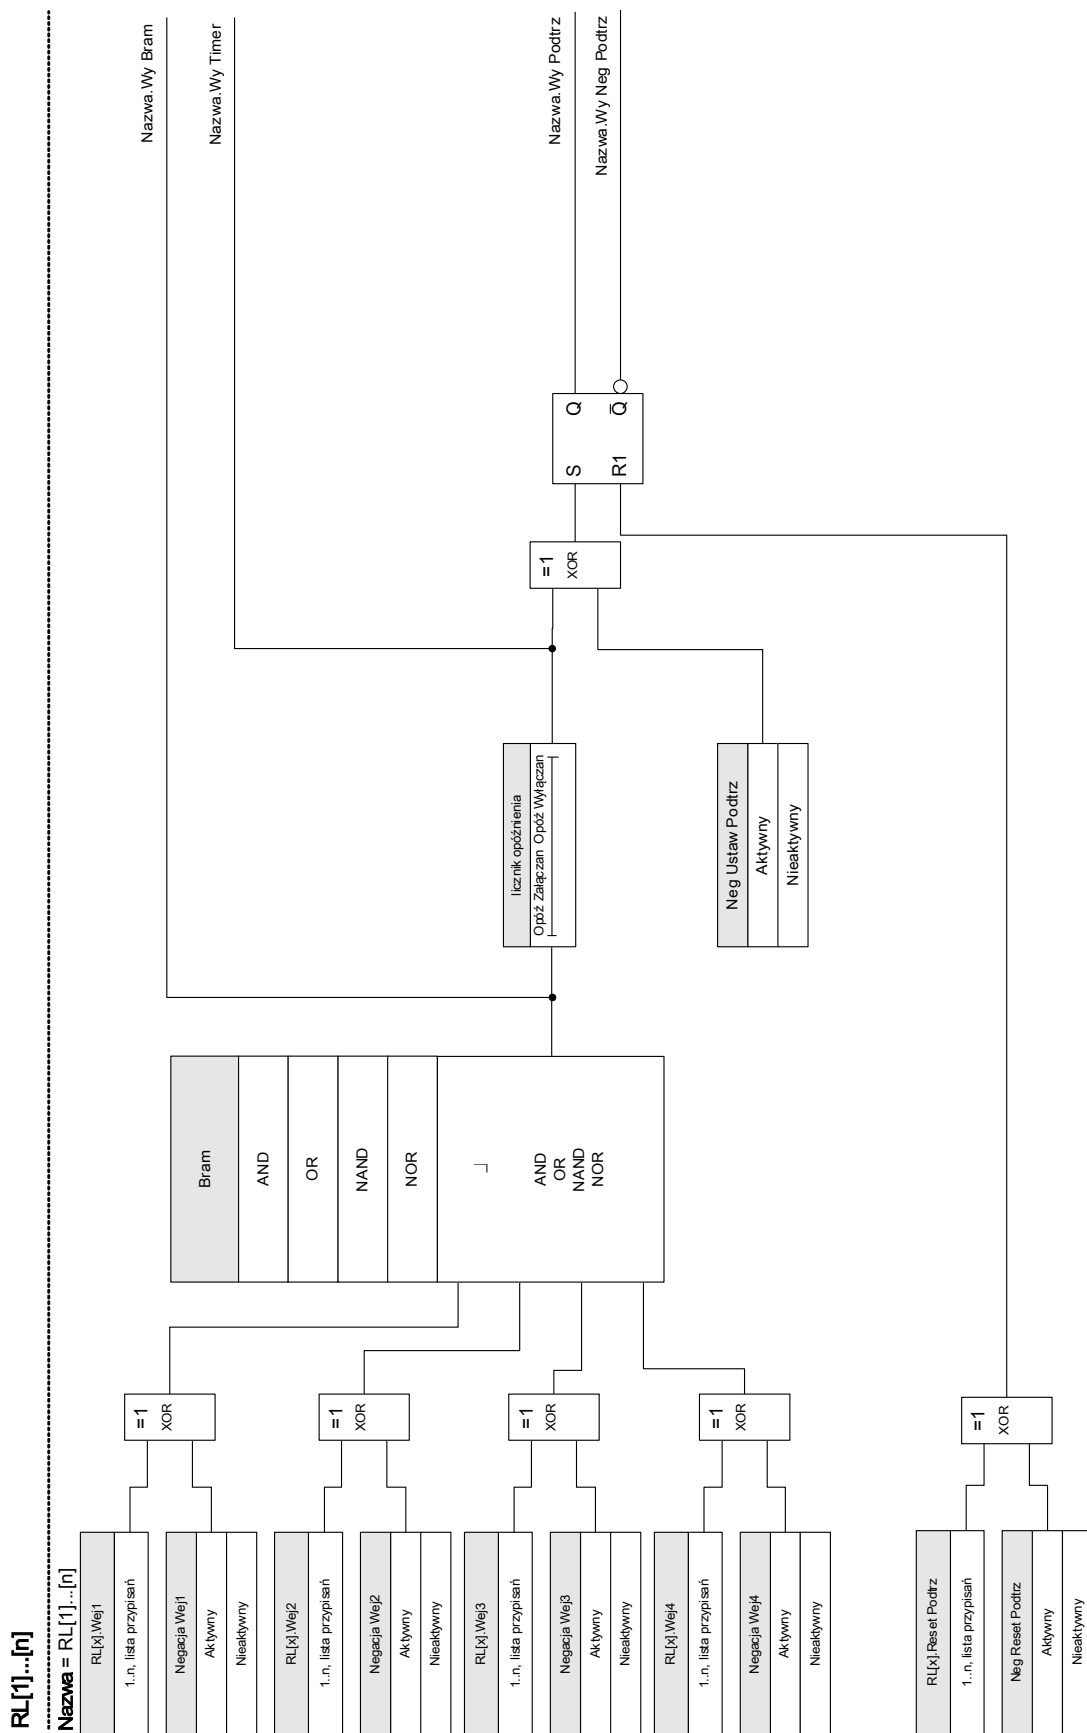 RL[1]...[n]
Nazwa = RL[1]...[n]
RL[x].Wej1
1..n, lista przypisań
Negacja Wej1
Aktywny
Nieaktywny
=1
XOR
RL[x].Wej2
1..n, lista przypisań
Negacja Wej2
Aktywny
Nieaktywny
=1
XOR
RL[x].Wej3
1..n, lista przypisań
Negacja Wej3
Aktywny
Nieaktywny
=1
XOR
RL[x].Wej4
1..n, lista przypisań
Negacja Wej4
Aktywny
Nieaktywny
=1
XOR
RL[x].Reset Podtrz
1..n, lista przypisań
Neg Reset Podtrz
Aktywny
Nieaktywny
=1
XOR
Bram
AND
OR
NAND
NOR
AND
OR
NAND
NOR
licznik opóźnienia
Opóź Załączan Opóź Wyłączan
Neg Ustaw Podtrz
Aktywny
Nieaktywny
=1
XOR
S Q
R1 Q̅
Nazwa.Wy Bram
Nazwa.Wy Timer
Nazwa.Wy Podtrz
Nazwa.Wy Neg Podtrz